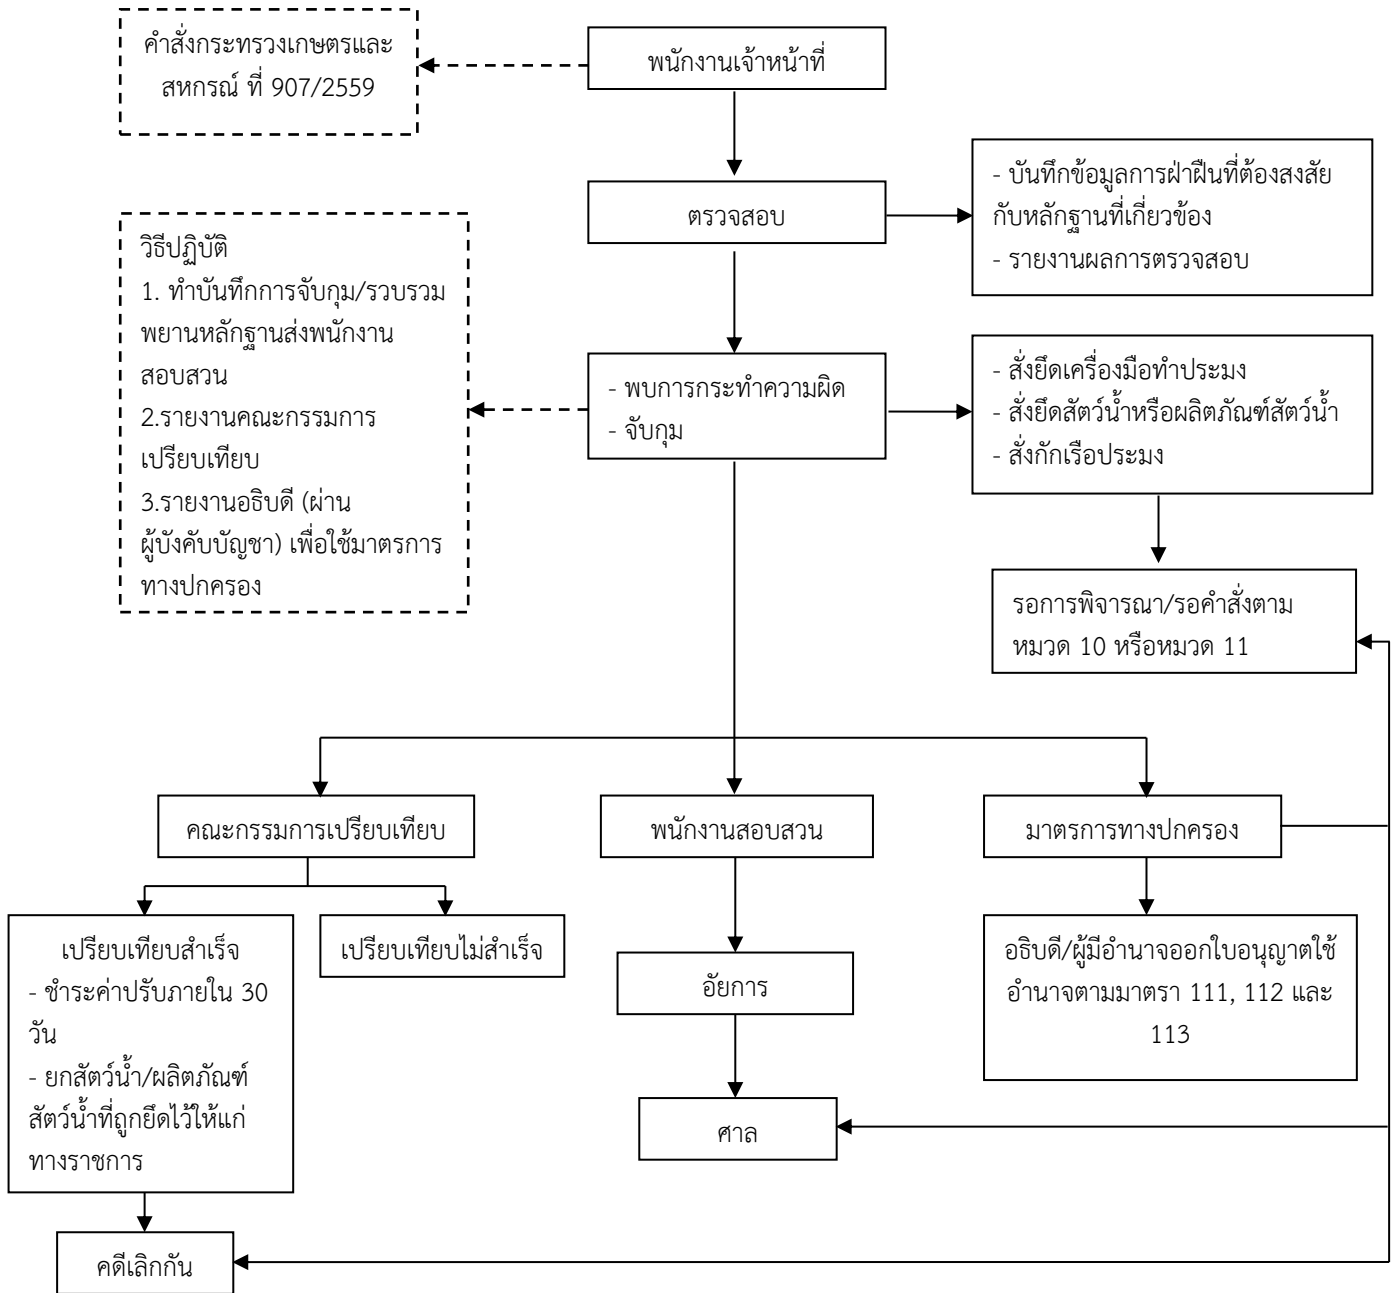 คำสั่งกระทรวงเกษตรและ
สหกรณ์ ที่ 907/2559
พนักงานเจ้าหน้าที่
ตรวจสอบ
- บันทึกข้อมูลการฝ่าฝืนที่ต้องสงสัย
กับหลักฐานที่เกี่ยวข้อง
- รายงานผลการตรวจสอบ
วิธีปฏิบัติ
1. ทำบันทึกการจับกุม/รวบรวม
พยานหลักฐานส่งพนักงาน
สอบสวน
2.รายงานคณะกรรมการ
เปรียบเทียบ
3.รายงานอธิบดี (ผ่าน
ผู้บังคับบัญชา) เพื่อใช้มาตรการ
ทางปกครอง
- พบการกระทำความผิด
- จับกุม
- สั่งยึดเครื่องมือทำประมง
- สั่งยึดสัตว์น้ำหรือผลิตภัณฑ์สัตว์น้ำ
- สั่งกักเรือประมง
รอการพิจารณา/รอคำสั่งตาม
หมวด 10 หรือหมวด 11
คณะกรรมการเปรียบเทียบ
พนักงานสอบสวน
มาตรการทางปกครอง
เปรียบเทียบสำเร็จ
- ชำระค่าปรับภายใน 30
วัน
- ยกสัตว์น้ำ/ผลิตภัณฑ์
สัตว์น้ำที่ถูกยึดไว้ให้แก่
ทางราชการ
เปรียบเทียบไม่สำเร็จ
อัยการ
อธิบดี/ผู้มีอำนาจออกใบอนุญาตใช้
อำนาจตามมาตรา 111, 112 และ
113
ศาล
คดีเลิกกัน